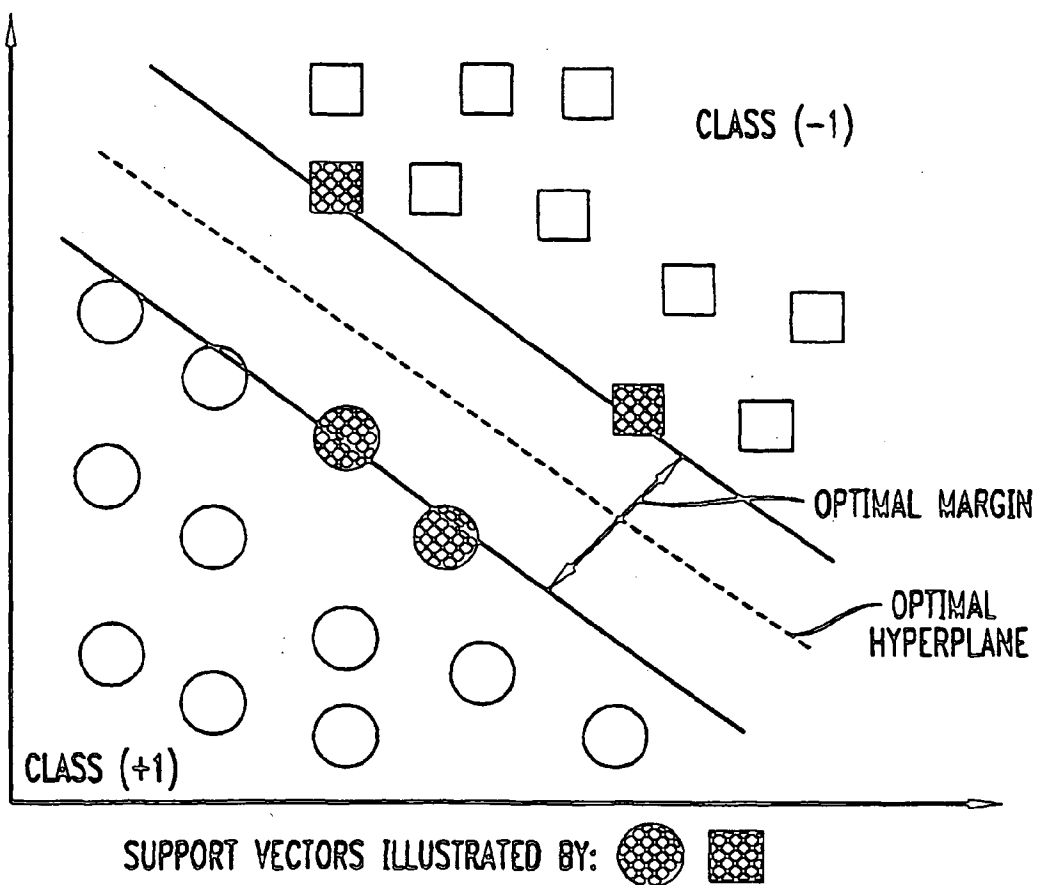 CLASS (-1)
OPTIMAL MARGIN
OPTIMAL
HYPERPLANE
CLASS (+1)
SUPPORT VECTORS ILLUSTRATED BY: